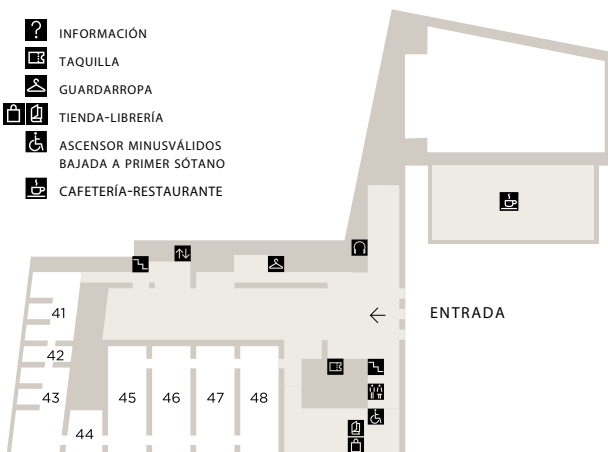 ?
INFORMACIÓN
TAQUILLA
GUARDARROPA
TIENDA-LIBRERÍA
ASCENSOR MINUSVÁLIDOS
BAJADA A PRIMER SÓTANO
CAFETERÍA-RESTAURANTE
41
ENTRADA
42
43
45 46 47 48
44